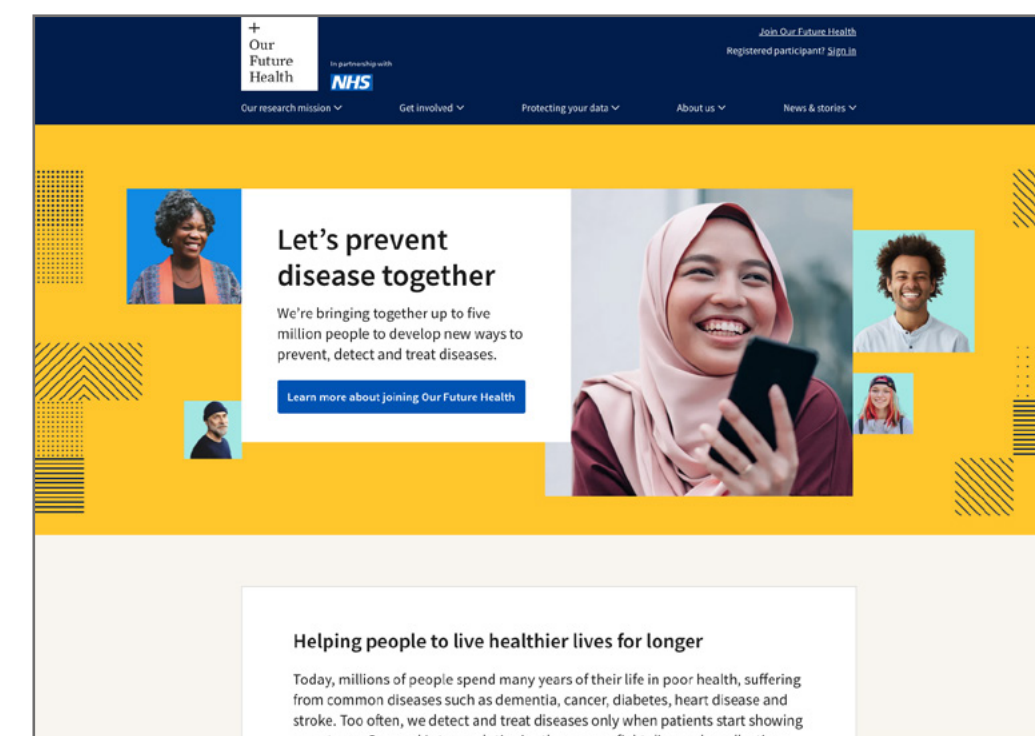 +
Our
Future
Health
In partnership with
NHS
Join Our Future Health
Registered participant? Sign in
Our research mission
Get involved
Protecting your data
About us
News & stories
Let's prevent
disease together
We're bringing together up to five
million people to develop new ways to
prevent, detect and treat diseases.
Learn more about joining Our Future Health
Helping people to live healthier lives for longer
Today, millions of people spend many years of their life in poor health, suffering
from common diseases such as dementia, cancer, diabetes, heart disease and
stroke. Too often, we detect and treat diseases only when patients start showing